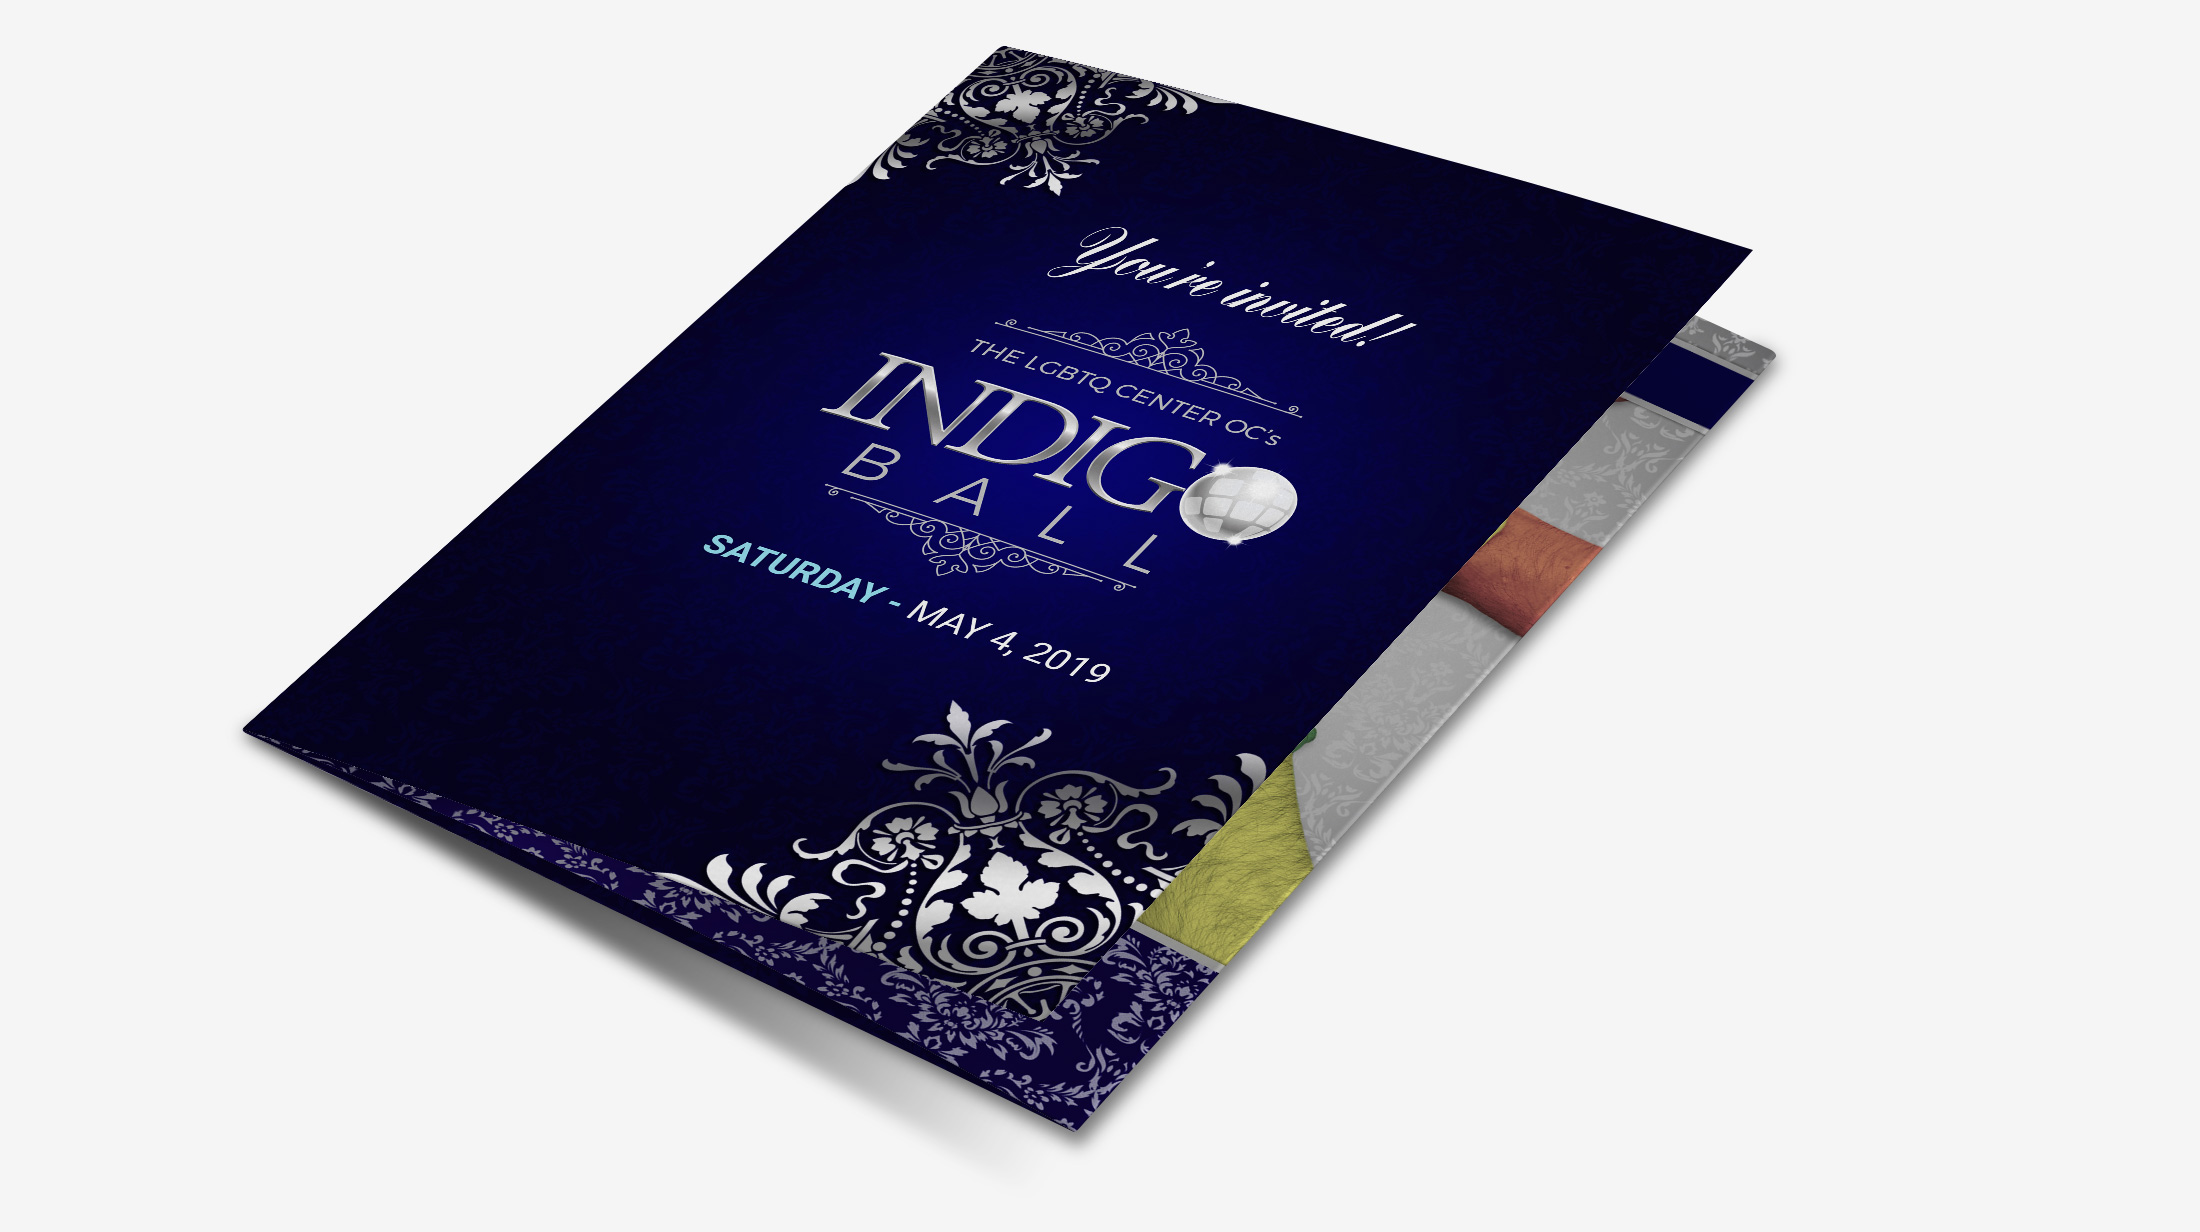 You're invited!
THE LGBTQ CENTER OC's
INDIGO
BALL
SATURDAY - MAY 4, 2019